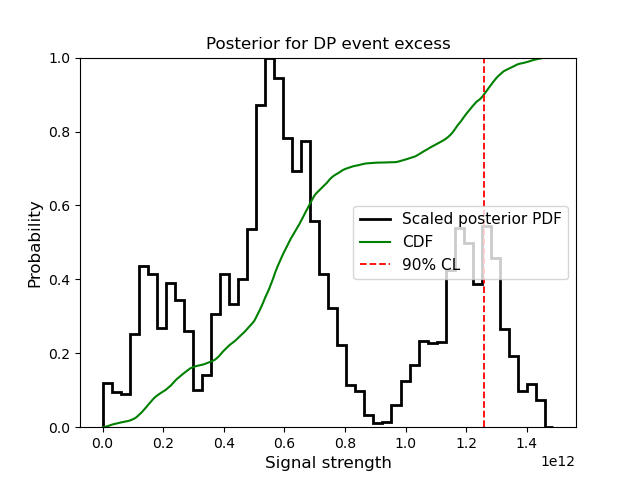 Posterior for DP event excess
Probability
1.0
0.8
0.6
0.4
0.2
0.0
Scaled posterior PDF
CDF
90% CL
0.0 0.2 0.4 0.6 0.8 1.0 1.2 1.4
1e12
Signal strength